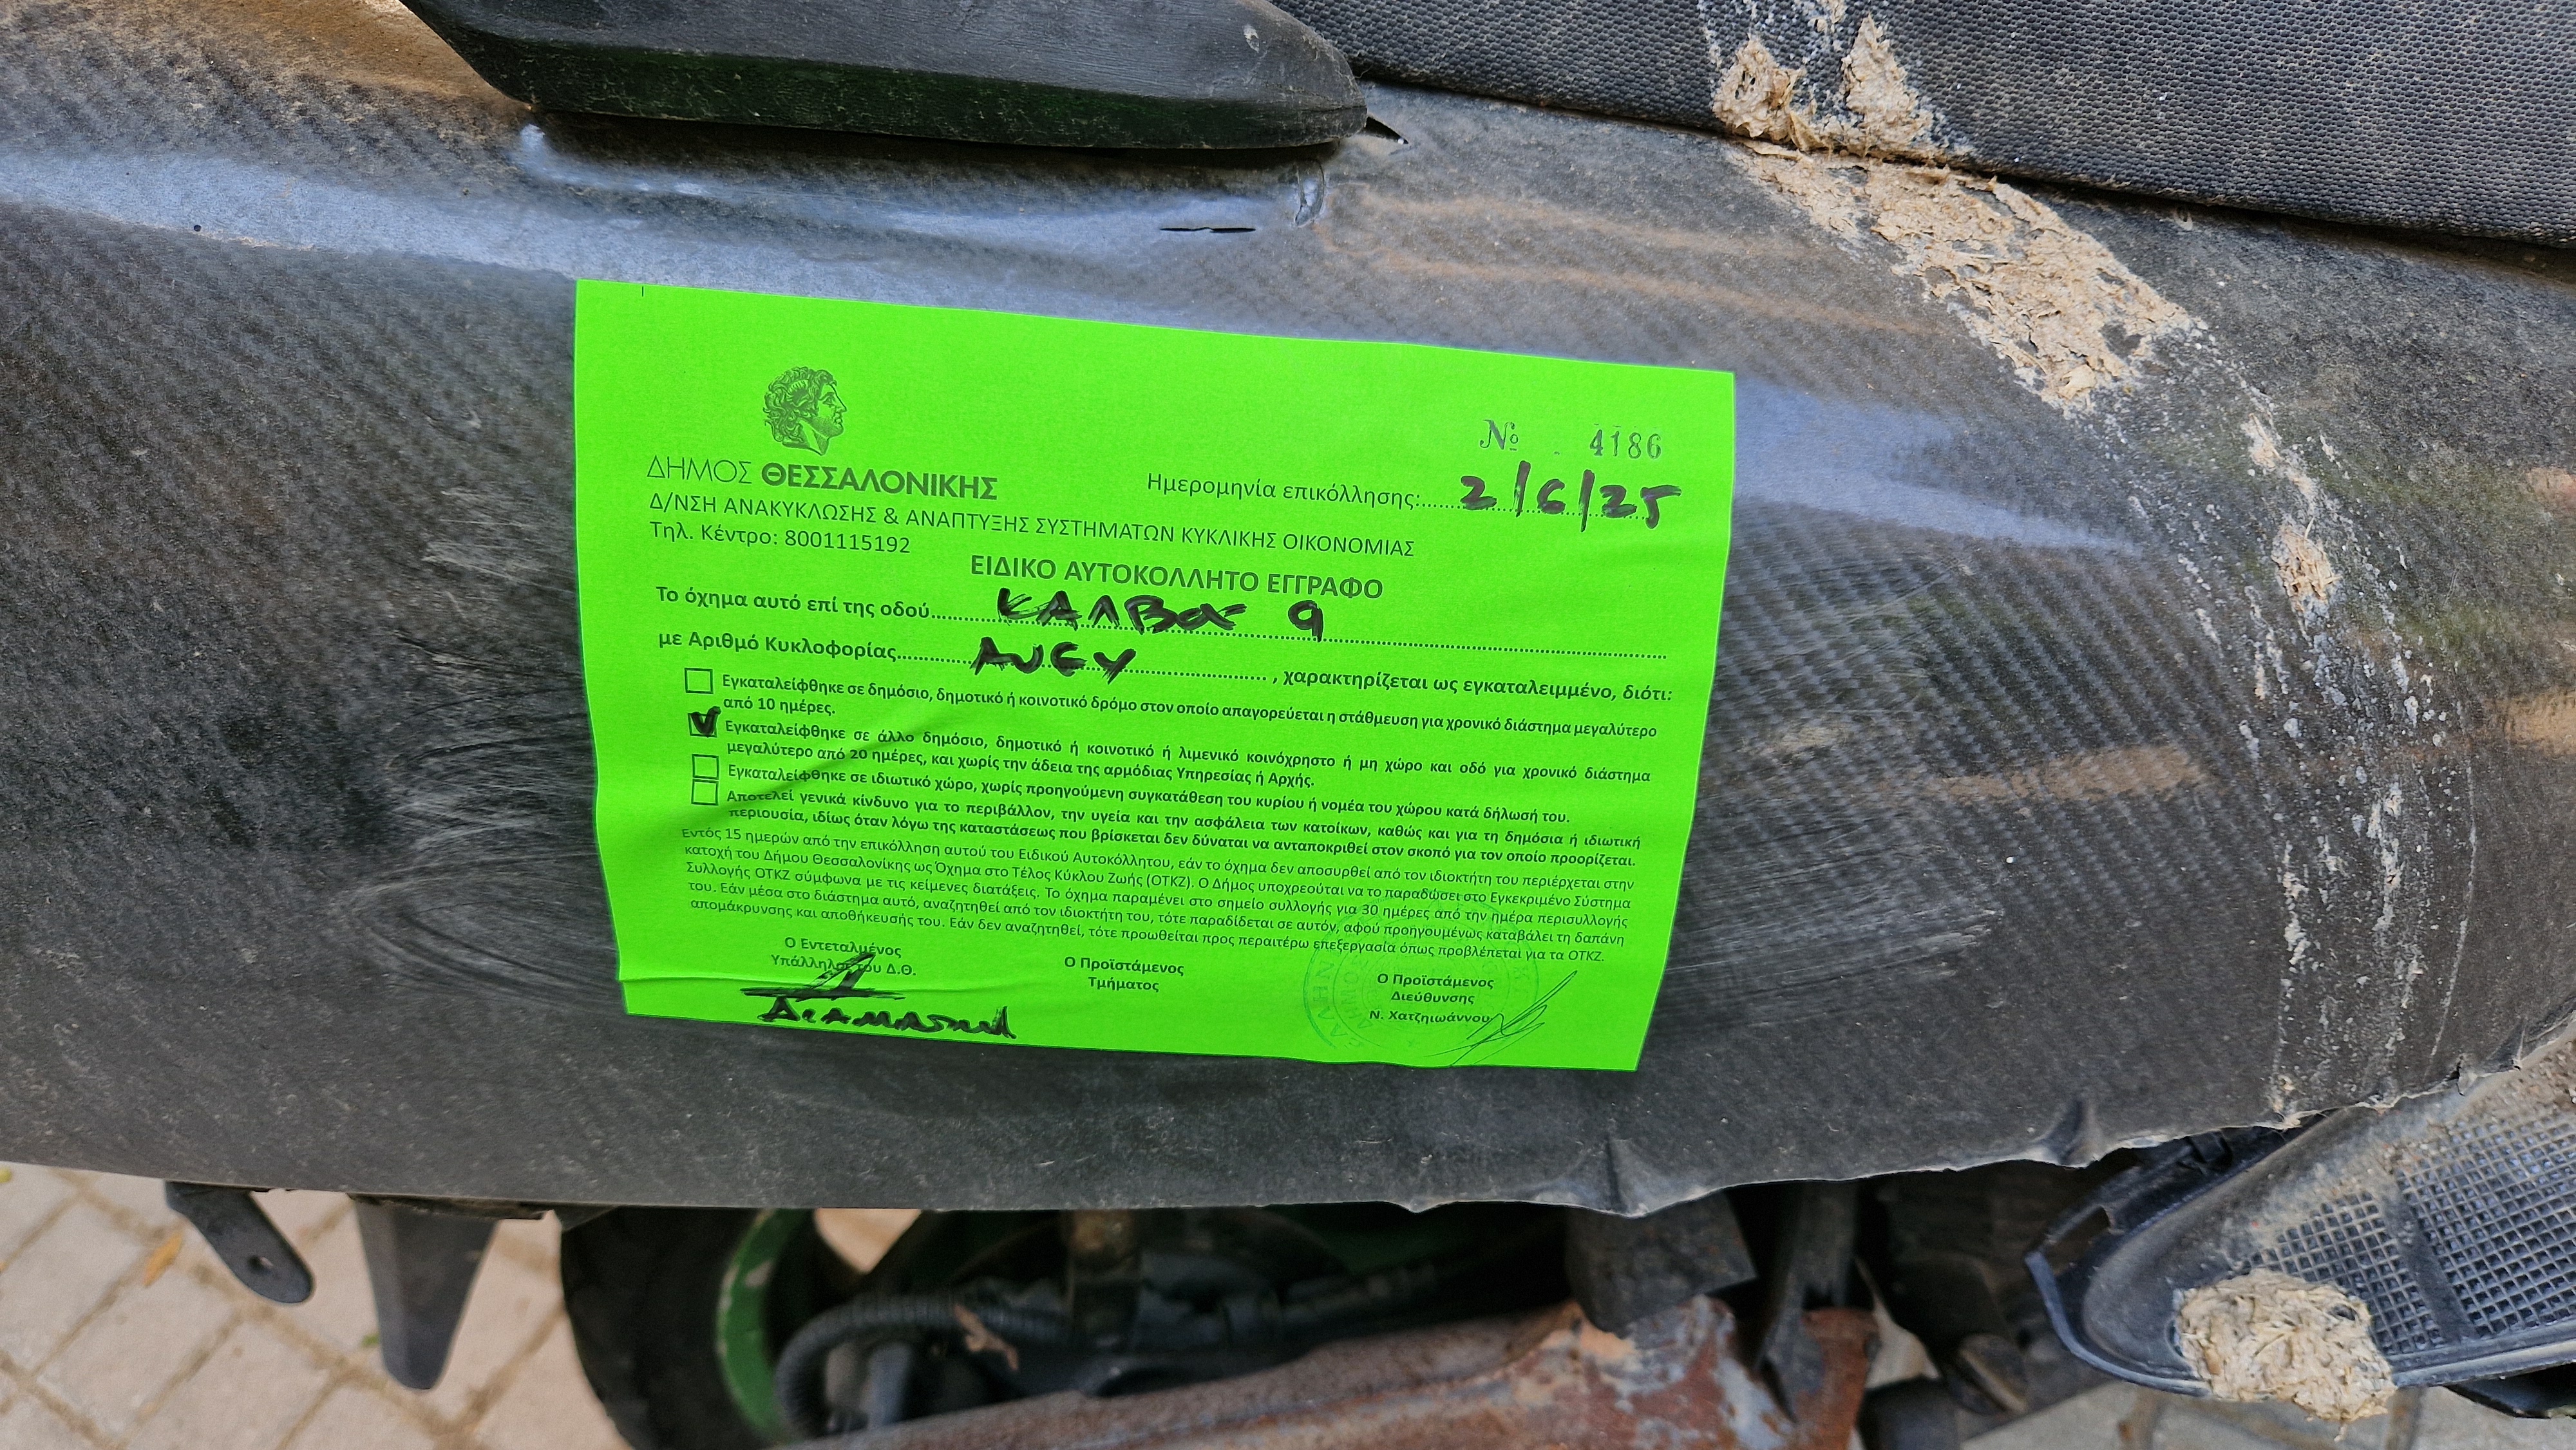 Νº 4186
ΔΗΜΟΣ ΘΕΣΣΑΛΟΝΙΚΗΣ
Ημερομηνία επικόλλησης: 2/6/25
Δ/ΝΣΗ ΑΝΑΚΥΚΛΩΣΗΣ & ΑΝΑΠΤΥΞΗΣ ΣΥΣΤΗΜΑΤΩΝ ΚΥΚΛΙΚΗΣ ΟΙΚΟΝΟΜΙΑΣ
Τηλ. Κέντρο: 8001115192
ΕΙΔΙΚΟ ΑΥΤΟΚΟΛΛΗΤΟ ΕΓΓΡΑΦΟ
Το όχημα αυτό επί της οδού 9
με Αριθμό Κυκλοφορίας ΑΝΕΥ , χαρακτηρίζεται ως εγκαταλειμμένο, διότι:
Εγκαταλείφθηκε σε δημόσιο, δημοτικό ή κοινοτικό δρόμο στον οποίο απαγορεύεται η στάθμευση για χρονικό διάστημα μεγαλύτερο
από 10 ημέρες.
Εγκαταλείφθηκε σε άλλο δημόσιο, δημοτικό ή κοινοτικό ή λιμενικό κοινόχρηστο ή μη χώρο και οδό για χρονικό διάστημα
μεγαλύτερο από 20 ημέρες, και χωρίς την άδεια της αρμόδιας Υπηρεσίας ή Αρχής.
Εγκαταλείφθηκε σε ιδιωτικό χώρο, χωρίς προηγούμενη συγκατάθεση του κυρίου ή νομέα του χώρου κατά δήλωσή του.
Αποτελεί γενικά κίνδυνο για το περιβάλλον, την υγεία και την ασφάλεια των κατοίκων, καθώς και για τη δημόσια ή ιδιωτική
περιουσία, ιδίως όταν λόγω της καταστάσεως που βρίσκεται δεν δύναται να ανταποκριθεί στον σκοπό για τον οποίο προορίζεται.
Εντός 15 ημερών από την επικόλληση αυτού του Ειδικού Αυτοκόλλητου, εάν το όχημα δεν αποσυρθεί από τον ιδιοκτήτη του περιέρχεται στην
κατοχή του Δήμου Θεσσαλονίκης ως Όχημα στο Τέλος Κύκλου Ζωής (ΟΤΚΖ). Ο Δήμος υποχρεούται να το παραδώσει στο Εγκεκριμένο Σύστημα
Συλλογής ΟΤΚΖ σύμφωνα με τις κείμενες διατάξεις. Το όχημα παραμένει στο σημείο συλλογής για 30 ημέρες από την ημέρα περισυλλογής
του. Εάν μέσα στο διάστημα αυτό, αναζητηθεί από τον ιδιοκτήτη του, τότε παραδίδεται σε αυτόν, αφού προηγουμένως καταβάλει τη δαπάνη
απομάκρυνσης και αποθήκευσής του. Εάν δεν αναζητηθεί, τότε προωθείται προς περαιτέρω επεξεργασία όπως προβλέπεται για τα ΟΤΚΖ.
Ο Εντεταλμένος
Υπάλληλος του Δ.Θ.
Ο Προϊστάμενος
Τμήματος
Ο Προϊστάμενος
Διεύθυνσης
Ν. Χατζηιωάννου